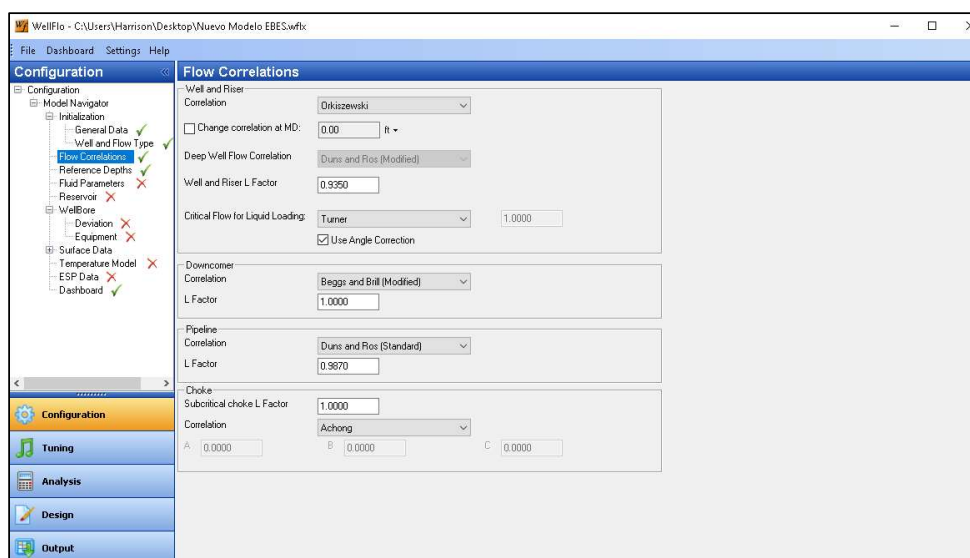 WellFlo - C:\Users\Harrison\Desktop\Nuevo Modelo EBES.wflx
File Dashboard Settings Help
Configuration
Configuration
Model Navigator
Initialization
General Data
Well and Flow Type
Flow Correlations
Reference Depths
Fluid Parameters
Reservoir
WellBore
Deviation
Equipment
Surface Data
Temperature Model
ESP Data
Dashboard
Configuration
Tuning
Analysis
Design
Output
Flow Correlations
Well and Riser
Correlation Orkiszewski
Change correlation at MD: 0.00 ft
Deep Well Flow Correlation Duns and Ros (Modified)
Well and Riser L Factor 0.9350
Critical Flow for Liquid Loading: Turner 1.0000
Use Angle Correction
Downcomer
Correlation Beggs and Brill (Modified)
L Factor 1.0000
Pipeline
Correlation Duns and Ros (Standard)
L Factor 0.9870
Choke
Subcritical choke L Factor 1.0000
Correlation Achong
A 0.0000 B 0.0000 C 0.0000